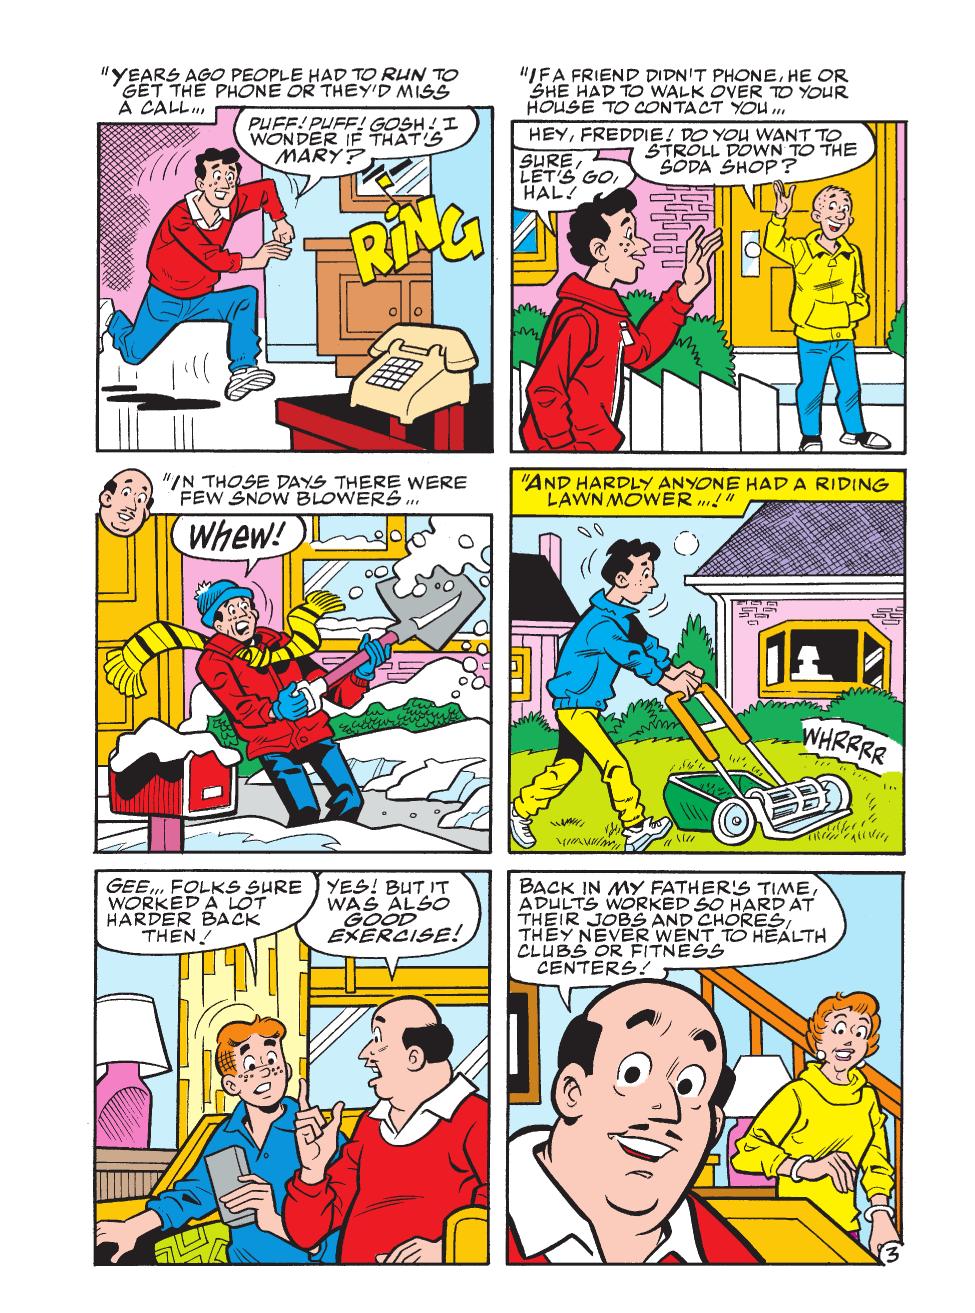 "YEARS AGO PEOPLE HAD TO RUN TO
GET THE PHONE OR THEY'D MISS
A CALL...
PUFF! PUFF! GOSH! I
WONDER IF THAT'S
MARY?
RING
"IF A FRIEND DIDN'T PHONE, HE OR
SHE HAD TO WALK OVER TO YOUR
HOUSE TO CONTACT YOU...
HEY, FREDDIE! DO YOU WANT TO
STROLL DOWN TO THE
SODA SHOP?
SURE,
LET'S GO,
HAL!
"IN THOSE DAYS THERE WERE
FEW SNOW BLOWERS...
WHEW!
"AND HARDLY ANYONE HAD A RIDING
LAWN MOWER...!"
WHRRRR
GEE... FOLKS SURE
WORKED A LOT
HARDER BACK
THEN!
YES! BUT IT
WAS ALSO
GOOD
EXERCISE!
BACK IN MY FATHER'S TIME,
ADULTS WORKED SO HARD AT
THEIR JOBS AND CHORES,
THEY NEVER WENT TO HEALTH
CLUBS OR FITNESS
CENTERS!
3